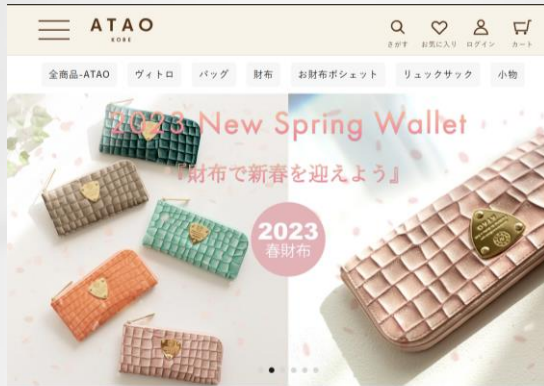 ATAO
KOBE
さがす お気に入り ログイン カート
全商品-ATAO ヴィトロ バッグ 財布 お財布ポシェット リュックサック 小物
2023 New Spring Wallet
『財布で新春を迎えよう』
2023
春財布
ATAO